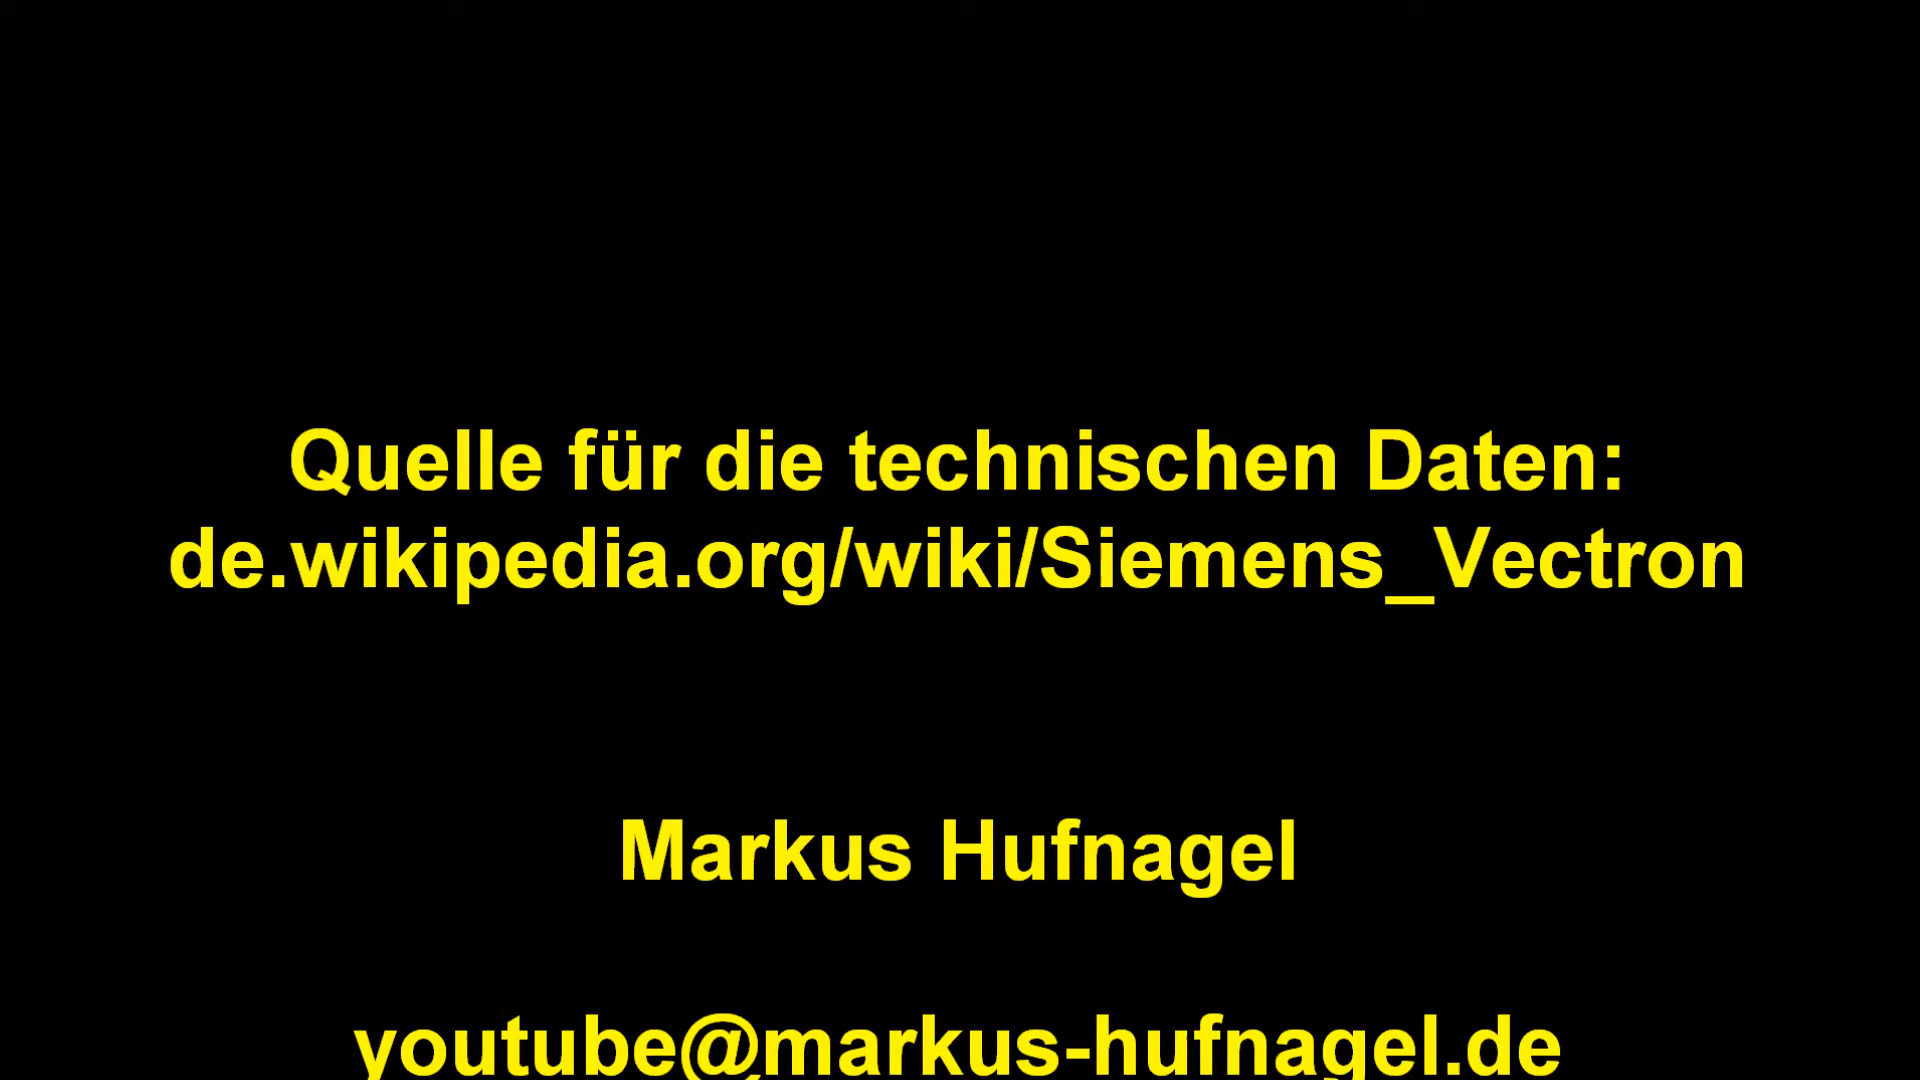 Quelle für die technischen Daten:
de.wikipedia.org/wiki/Siemens_Vectron
Markus Hufnagel
youtube@markus-hufnagel.de